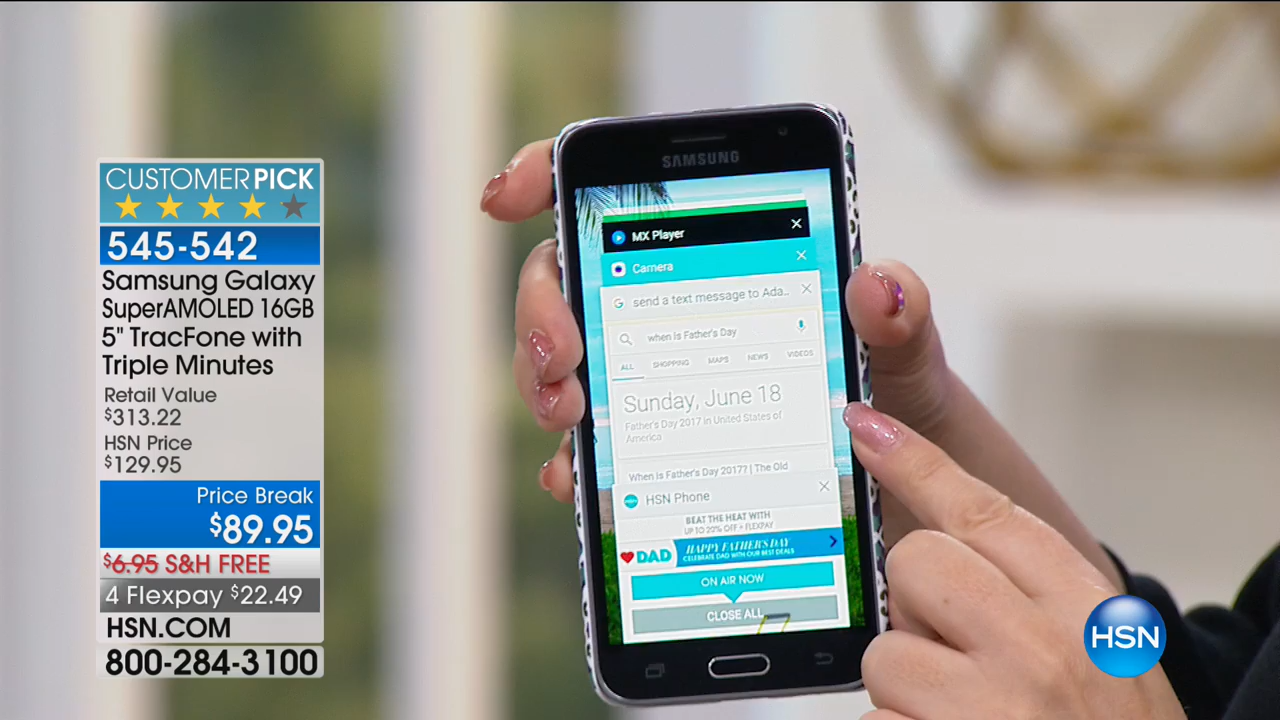 CUSTOMER PICK
545-542
Samsung Galaxy
SuperAMOLED 16GB
5" TracFone with
Triple Minutes
Retail Value
$313.22
HSN Price
$129.95
Price Break
$89.95
$6.95 S&H FREE
4 Flexpay $22.49
HSN.COM
800-284-3100
SAMSUNG
MX Player
Camera
send a text message to Ada..
when is Father's Day
ALL SHOPPING MAPS NEWS VIDEOS
Sunday, June 18
Father's Day 2017 in United States of
America
When is Father's Day 2017? | The Old
HSN Phone
BEAT THE HEAT WITH
UP TO 20% OFF + FLEXPAY
DAD HAPPY FATHER'S DAY
CELEBRATE DAD WITH OUR BEST DEALS
ON AIR NOW
CLOSE ALL
HSN